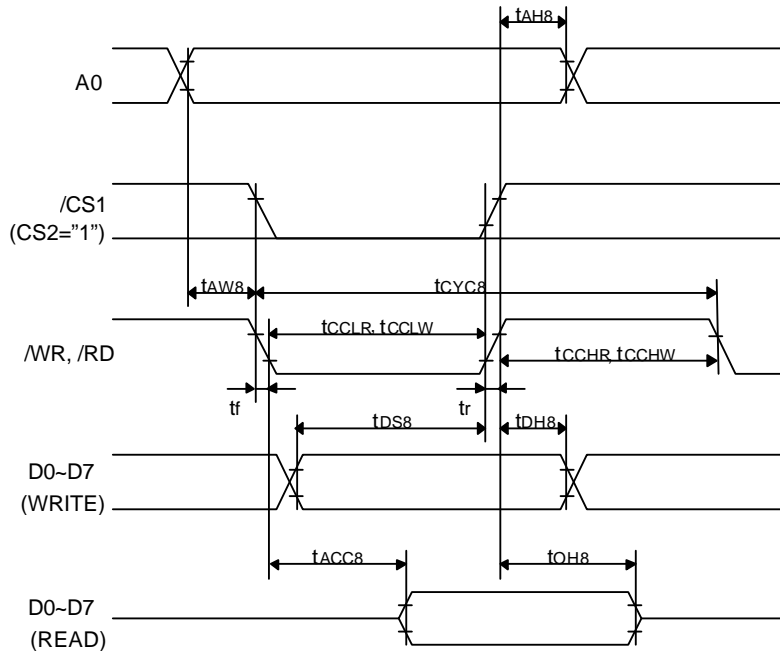 tAH8
A0
/CS1
(CS2="1")
tAW8
tCYC8
tCCLR, tCCLW
/WR, /RD
tCCHR, tCCHW
tf
tr
tDS8
tDH8
D0~D7
(WRITE)
tACC8
tOH8
D0~D7
(READ)